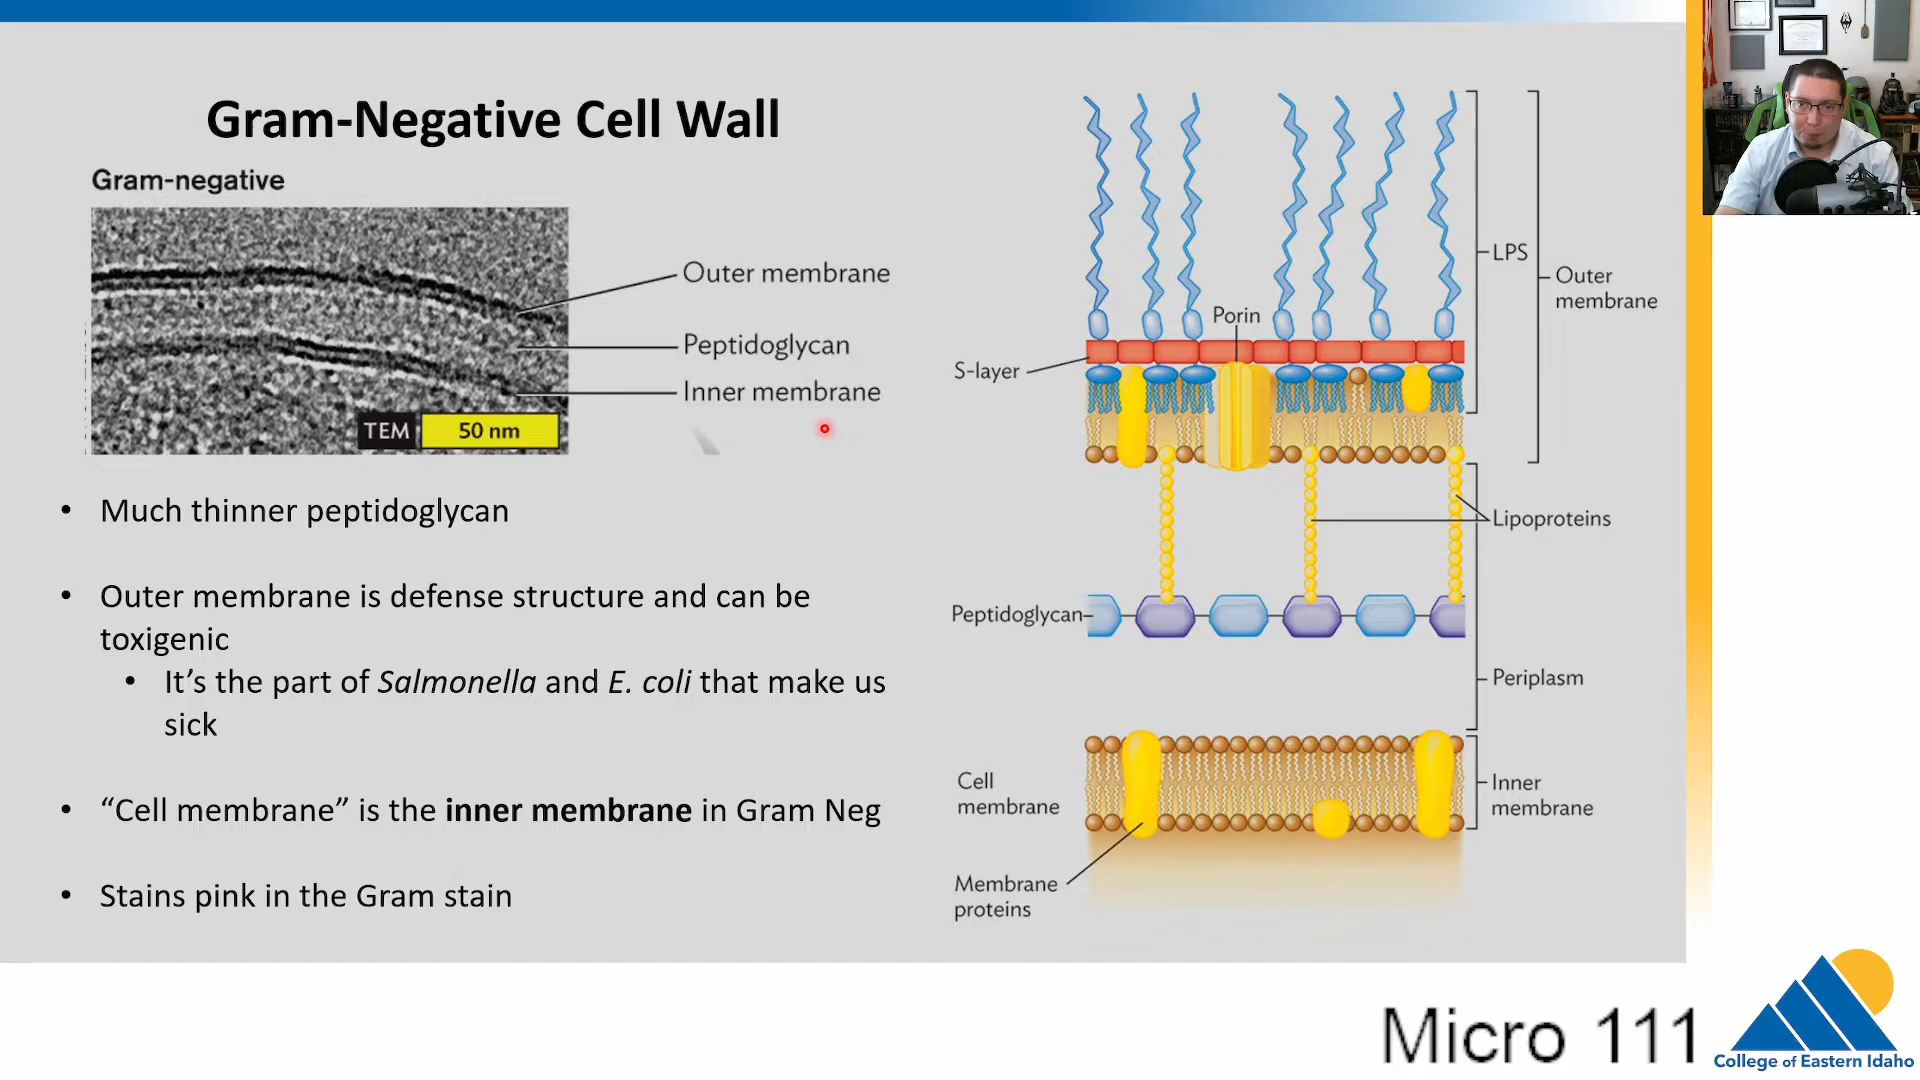 Gram-Negative Cell Wall
Gram-negative
Outer membrane
Peptidoglycan
Inner membrane
TEM
50 nm
• Much thinner peptidoglycan
• Outer membrane is defense structure and can be
toxigenic
• It’s the part of Salmonella and E. coli that make us
sick
• “Cell membrane” is the inner membrane in Gram Neg
• Stains pink in the Gram stain
LPS
Outer
membrane
Porin
S-layer
Lipoproteins
Peptidoglycan
Periplasm
Cell
membrane
Inner
membrane
Membrane
proteins
Micro 111
College of Eastern Idaho